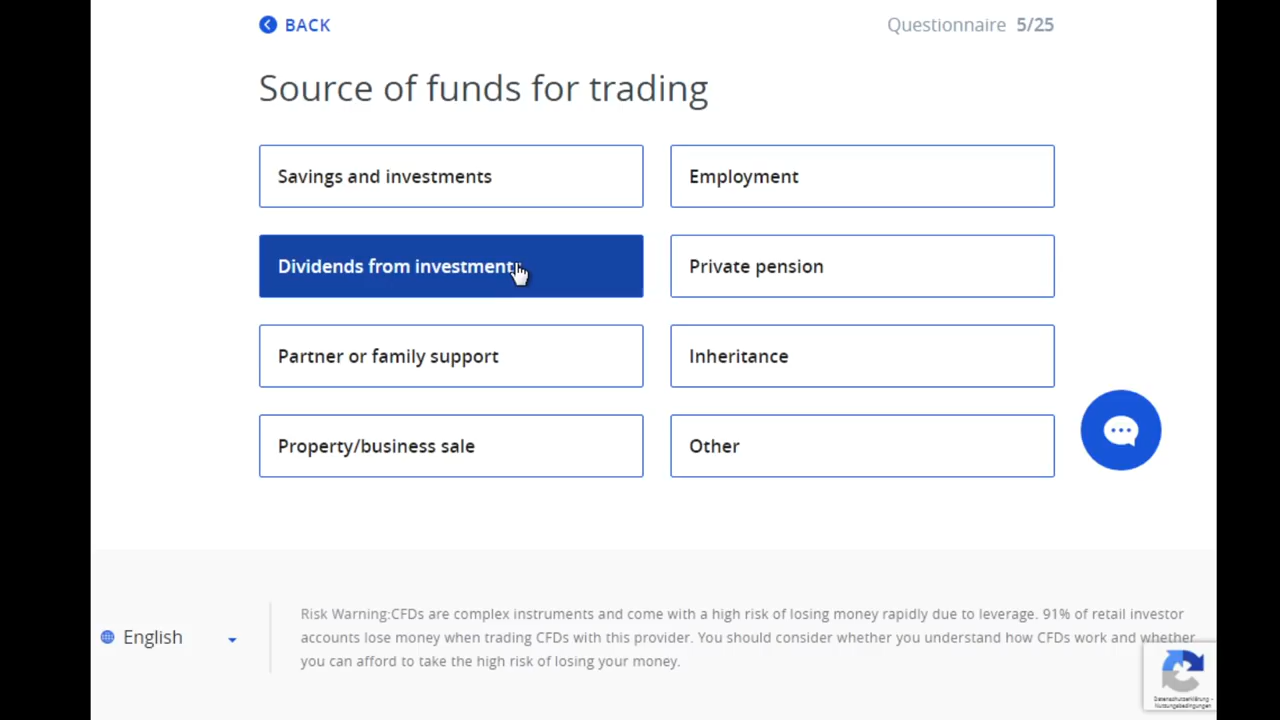 BACK
Questionnaire 5/25
Source of funds for trading
Savings and investments
Employment
Dividends from investment
Private pension
Partner or family support
Inheritance
Property/business sale
Other
English
Risk Warning:CFDs are complex instruments and come with a high risk of losing money rapidly due to leverage. 91% of retail investor
accounts lose money when trading CFDs with this provider. You should consider whether you understand how CFDs work and whether
you can afford to take the high risk of losing your money.
Datenschutzerklärung -
Nutzungsbedingungen